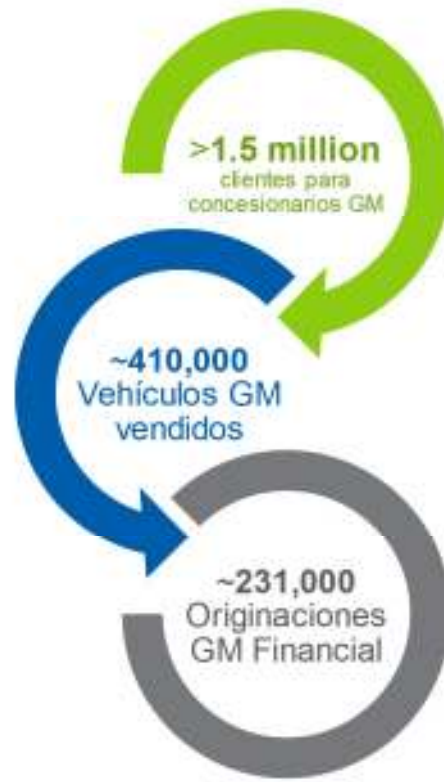 >1.5 million
clientes para
concesionarios GM
~410,000
Vehículos GM
vendidos
~231,000
Originaciones
GM Financial